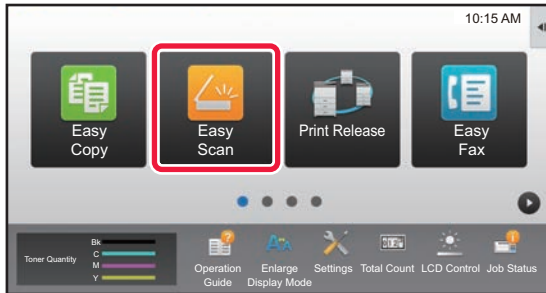 10:15 AM
Easy
Copy
Easy
Scan
Print Release
Easy
Fax
Toner Quantity
Bk
C
M
Y
Operation
Guide
Enlarge
Display Mode
Settings
Total Count
LCD Control
Job Status